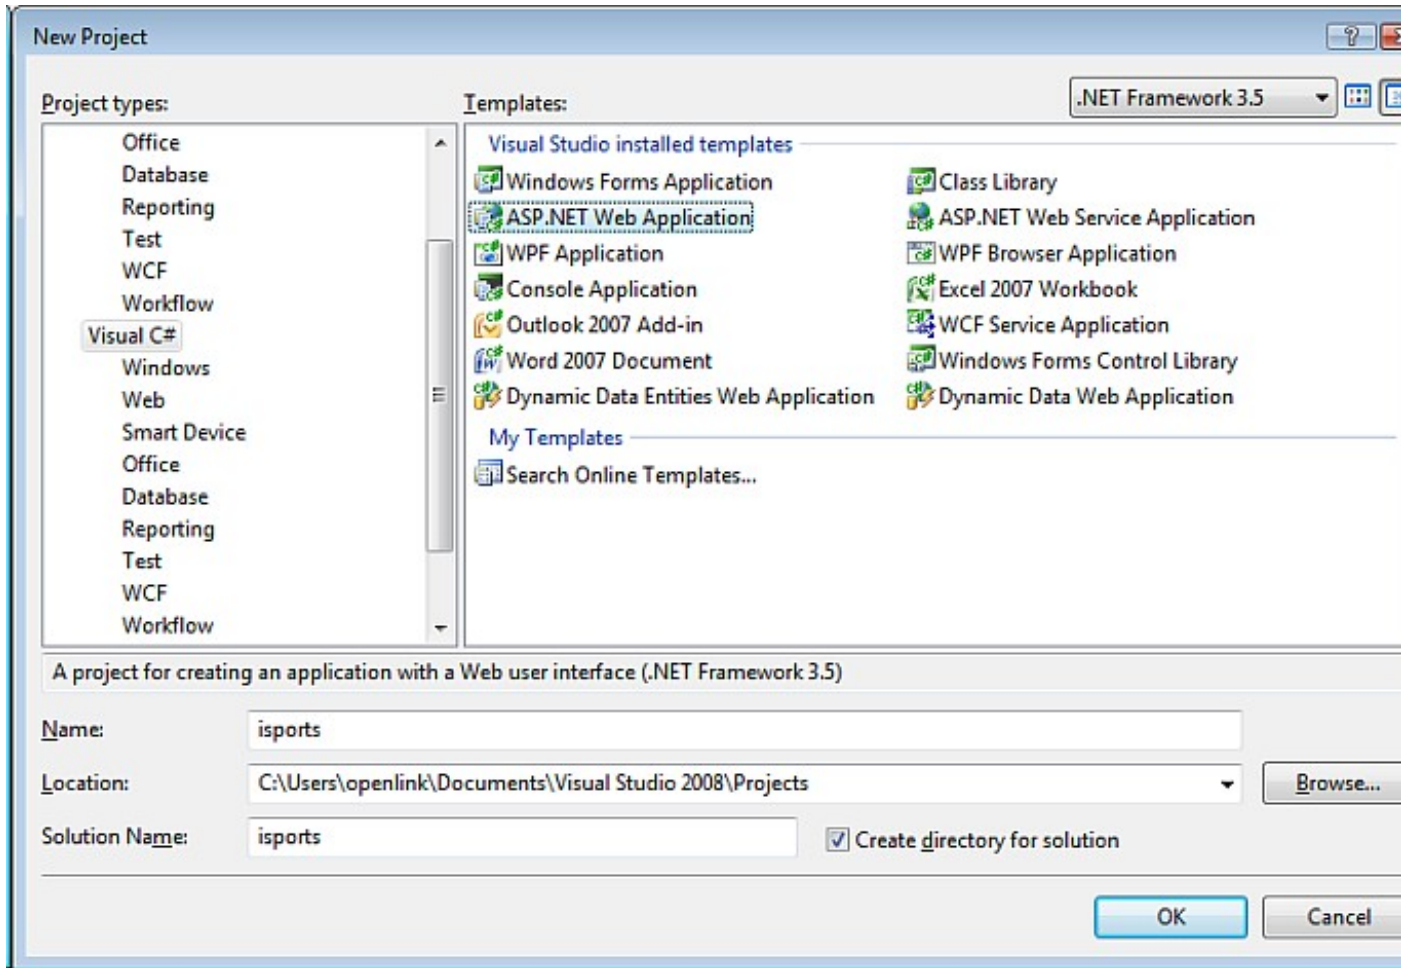 New Project
Project types:
Templates:
.NET Framework 3.5
Office
Database
Reporting
Test
WCF
Workflow
Visual C#
Windows
Web
Smart Device
Office
Database
Reporting
Test
WCF
Workflow
Visual Studio installed templates
Windows Forms Application
Class Library
ASP.NET Web Application
ASP.NET Web Service Application
WPF Application
WPF Browser Application
Console Application
Excel 2007 Workbook
Outlook 2007 Add-in
WCF Service Application
Word 2007 Document
Windows Forms Control Library
Dynamic Data Entities Web Application
Dynamic Data Web Application
My Templates
Search Online Templates...
A project for creating an application with a Web user interface (.NET Framework 3.5)
Name:
isports
Location:
C:\Users\openlink\Documents\Visual Studio 2008\Projects
Browse...
Solution Name:
isports
Create directory for solution
OK
Cancel